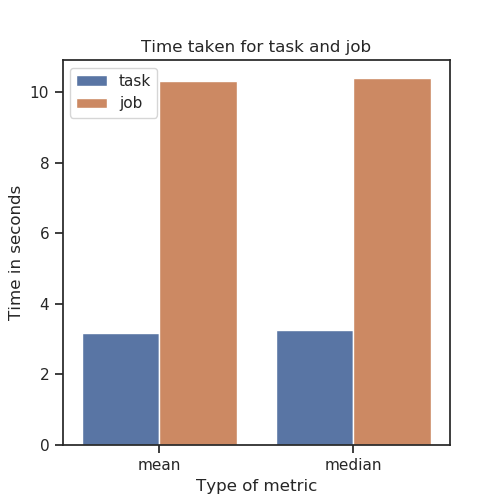 Time taken for task and job
task
job
10
8
6
4
2
0
Time in seconds
mean
median
Type of metric